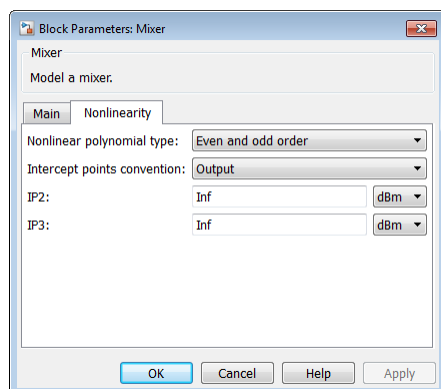 Block Parameters: Mixer
Mixer
Model a mixer.
Main Nonlinearity
Nonlinear polynomial type: Even and odd order
Intercept points convention: Output
IP2: Inf dBm
IP3: Inf dBm
OK Cancel Help Apply